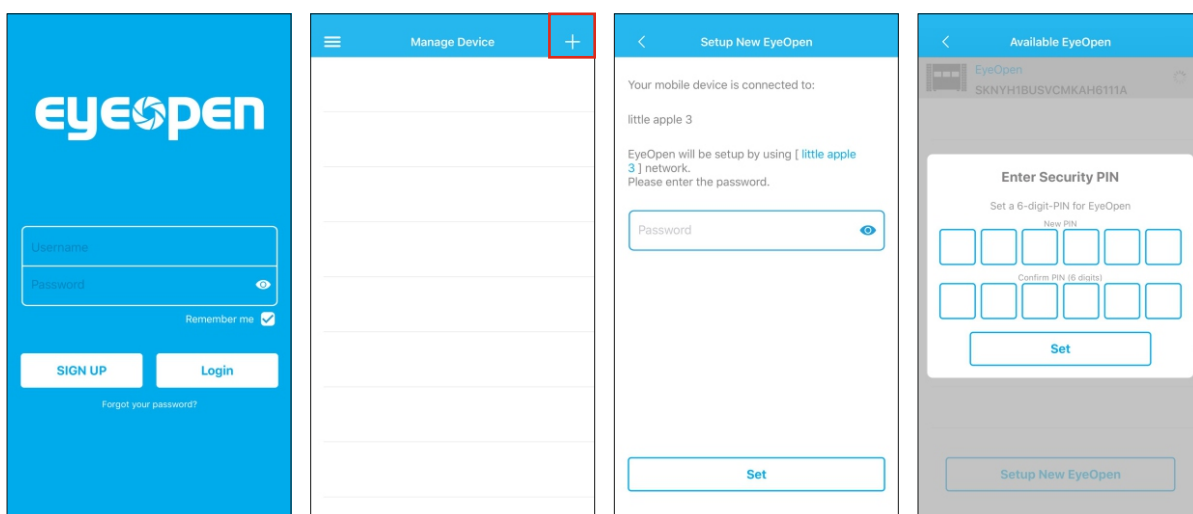 eyeopen
Username
Password
Remember me
SIGN UP
Login
Forgot your password?
Manage Device
Setup New EyeOpen
Your mobile device is connected to:
little apple 3
EyeOpen will be setup by using [ little apple
3 ] network.
Please enter the password.
Password
Set
Available EyeOpen
EyeOpen
SKNYH1BUSVCMKAH6111A
Enter Security PIN
Set a 6-digit-PIN for EyeOpen
New PIN
Confirm PIN (6 digits)
Set
Setup New EyeOpen